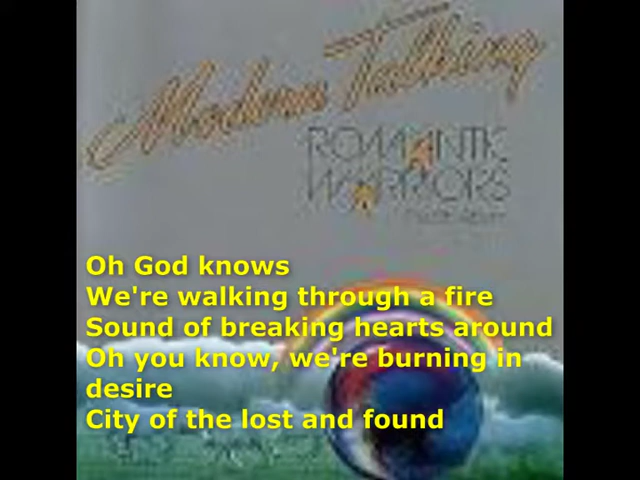 Modern Talking
ROMANTIC
WARRIORS
Oh God knows
We're walking through a fire
Sound of breaking hearts around
Oh you know, we're burning in
desire
City of the lost and found